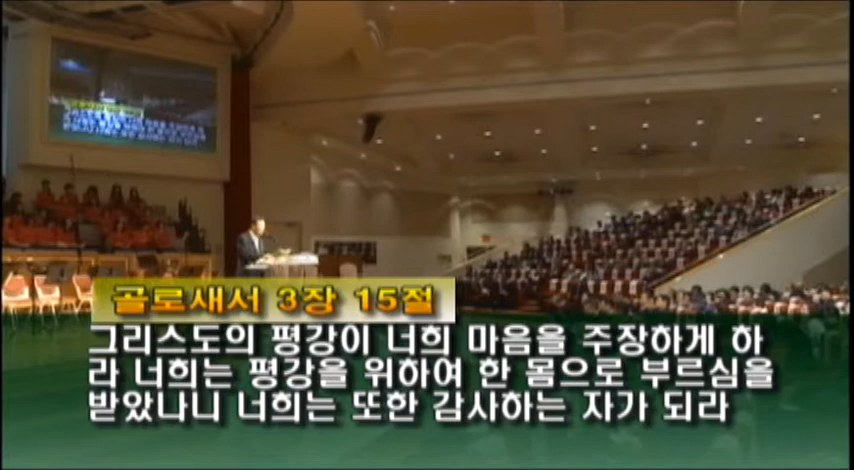 골로새서 3장 15절
그리스도의 평강이 너희 마음을 주장하게 하
라 너희는 평강을 위하여 한 몸으로 부르심을
받았나니 너희는 또한 감사하는 자가 되라